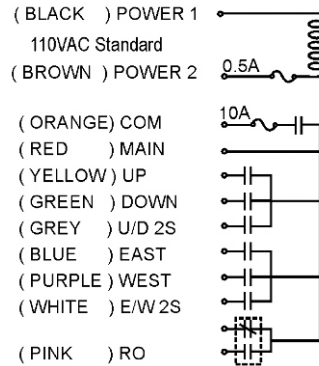 ( BLACK ) POWER 1
110VAC Standard
( BROWN ) POWER 2 0.5A
( ORANGE) COM 10A
( RED ) MAIN
( YELLOW ) UP
( GREEN ) DOWN
( GREY ) U/D 2S
( BLUE ) EAST
( PURPLE ) WEST
( WHITE ) E/W 2S
( PINK ) RO